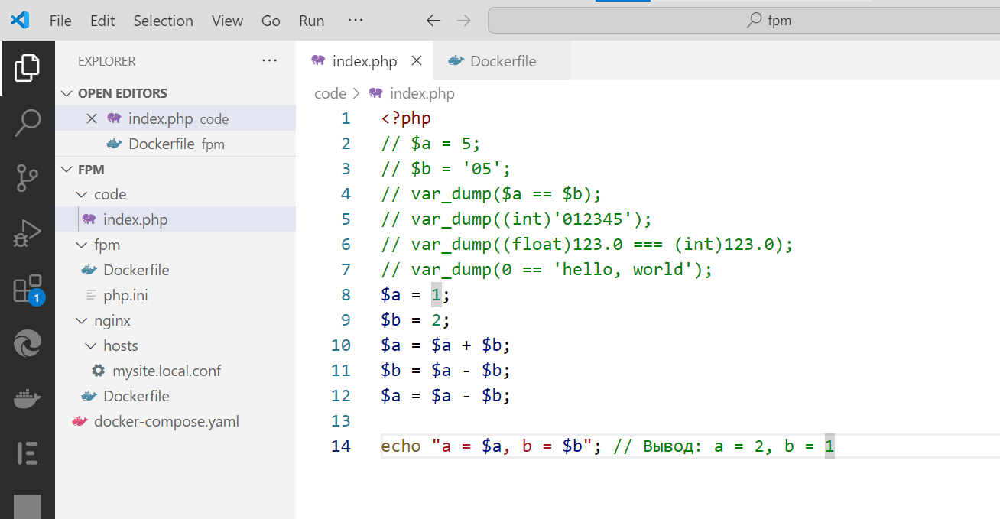 File Edit Selection View Go Run ··· fpm
EXPLORER ···
index.php Dockerfile
OPEN EDITORS
index.php code
Dockerfile fpm
FPM
code
index.php
fpm
Dockerfile
php.ini
nginx
hosts
mysite.local.conf
Dockerfile
docker-compose.yaml
1
code > index.php
1 <?php
2 // $a = 5;
3 // $b = '05';
4 // var_dump($a == $b);
5 // var_dump((int)'012345');
6 // var_dump((float)123.0 === (int)123.0);
7 // var_dump(0 == 'hello, world');
8 $a = 1;
9 $b = 2;
10 $a = $a + $b;
11 $b = $a - $b;
12 $a = $a - $b;
13
14 echo "a = $a, b = $b"; // Вывод: a = 2, b = 1